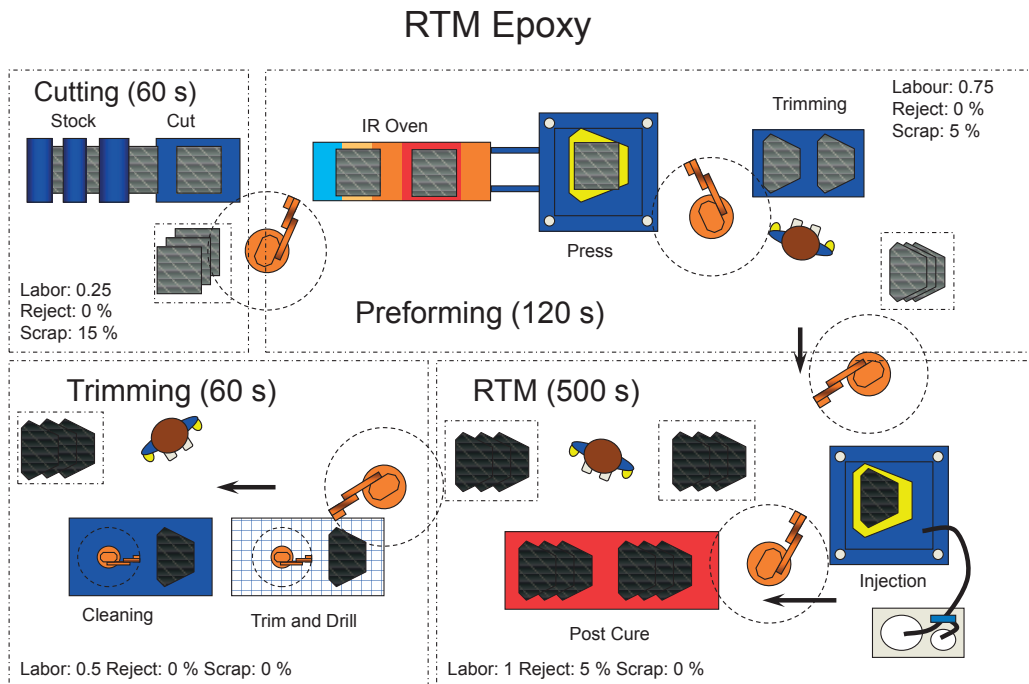 RTM Epoxy
Cutting (60 s)
Stock
Cut
Labor: 0.25
Reject: 0 %
Scrap: 15 %
IR Oven
Press
Trimming
Labour: 0.75
Reject: 0 %
Scrap: 5 %
Preforming (120 s)
Trimming (60 s)
Cleaning
Trim and Drill
Labor: 0.5 Reject: 0 % Scrap: 0 %
RTM (500 s)
Injection
Post Cure
Labor: 1 Reject: 5 % Scrap: 0 %